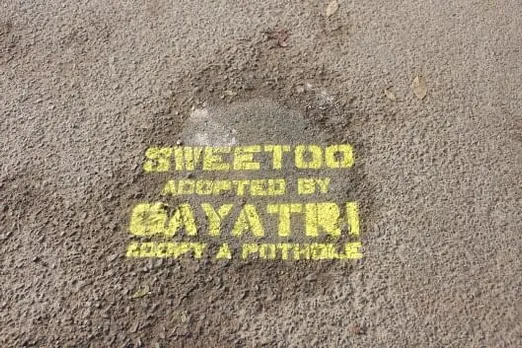 SWEETOO
ADOPTED BY
GAYATRI
ADOPT A POTHOLE